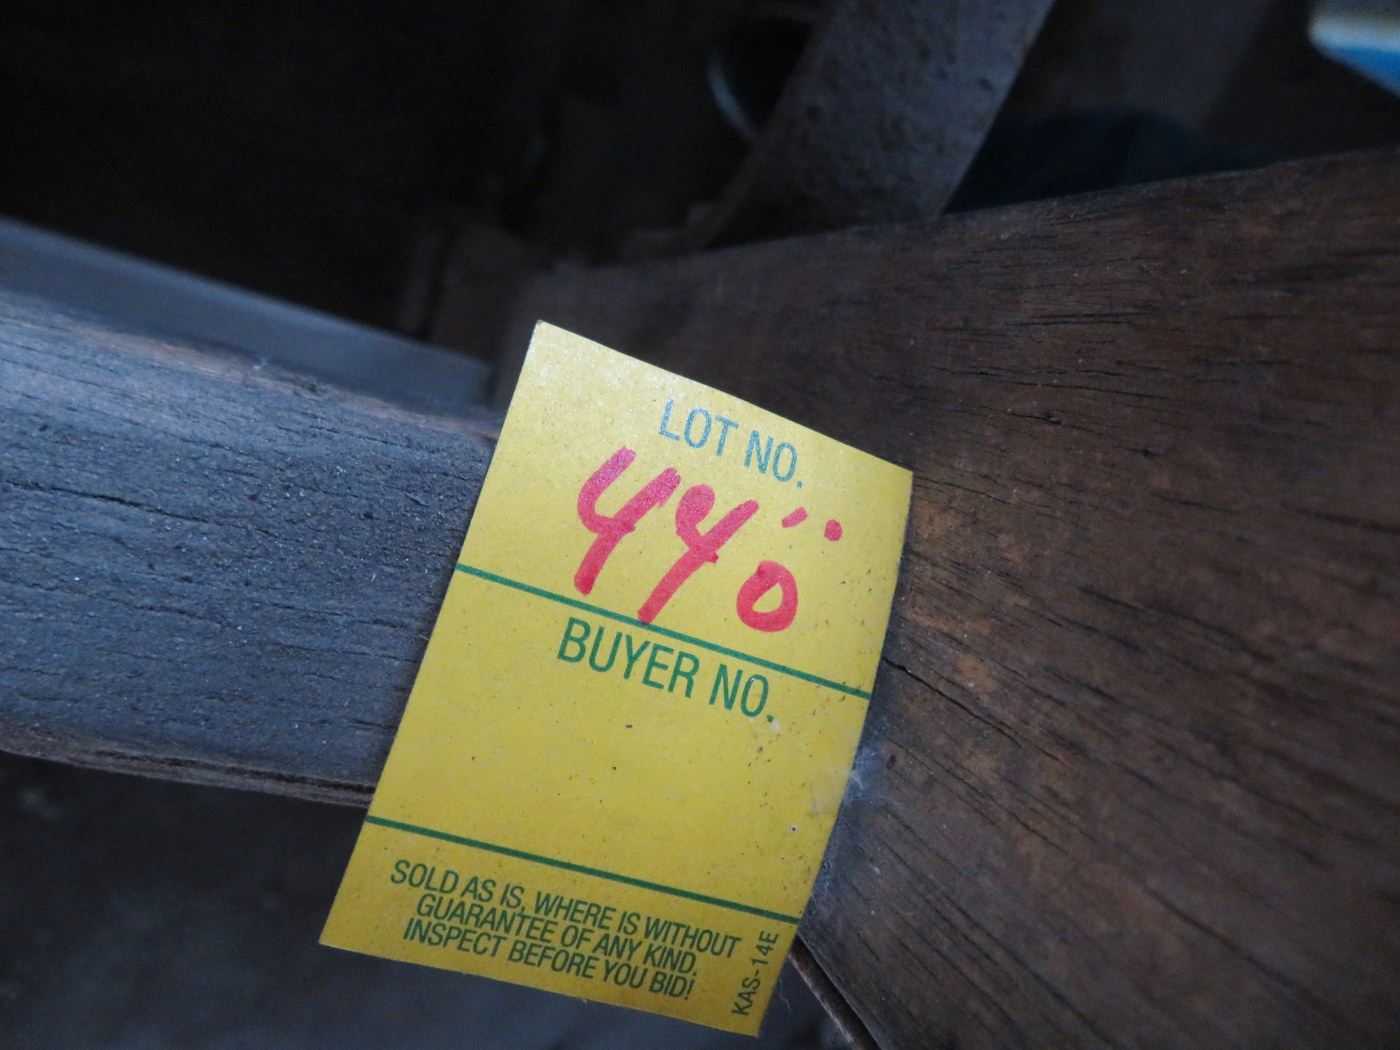 LOT NO.
440
BUYER NO.
SOLD AS IS, WHERE IS WITHOUT
GUARANTEE OF ANY KIND.
INSPECT BEFORE YOU BID!
KAS-14E